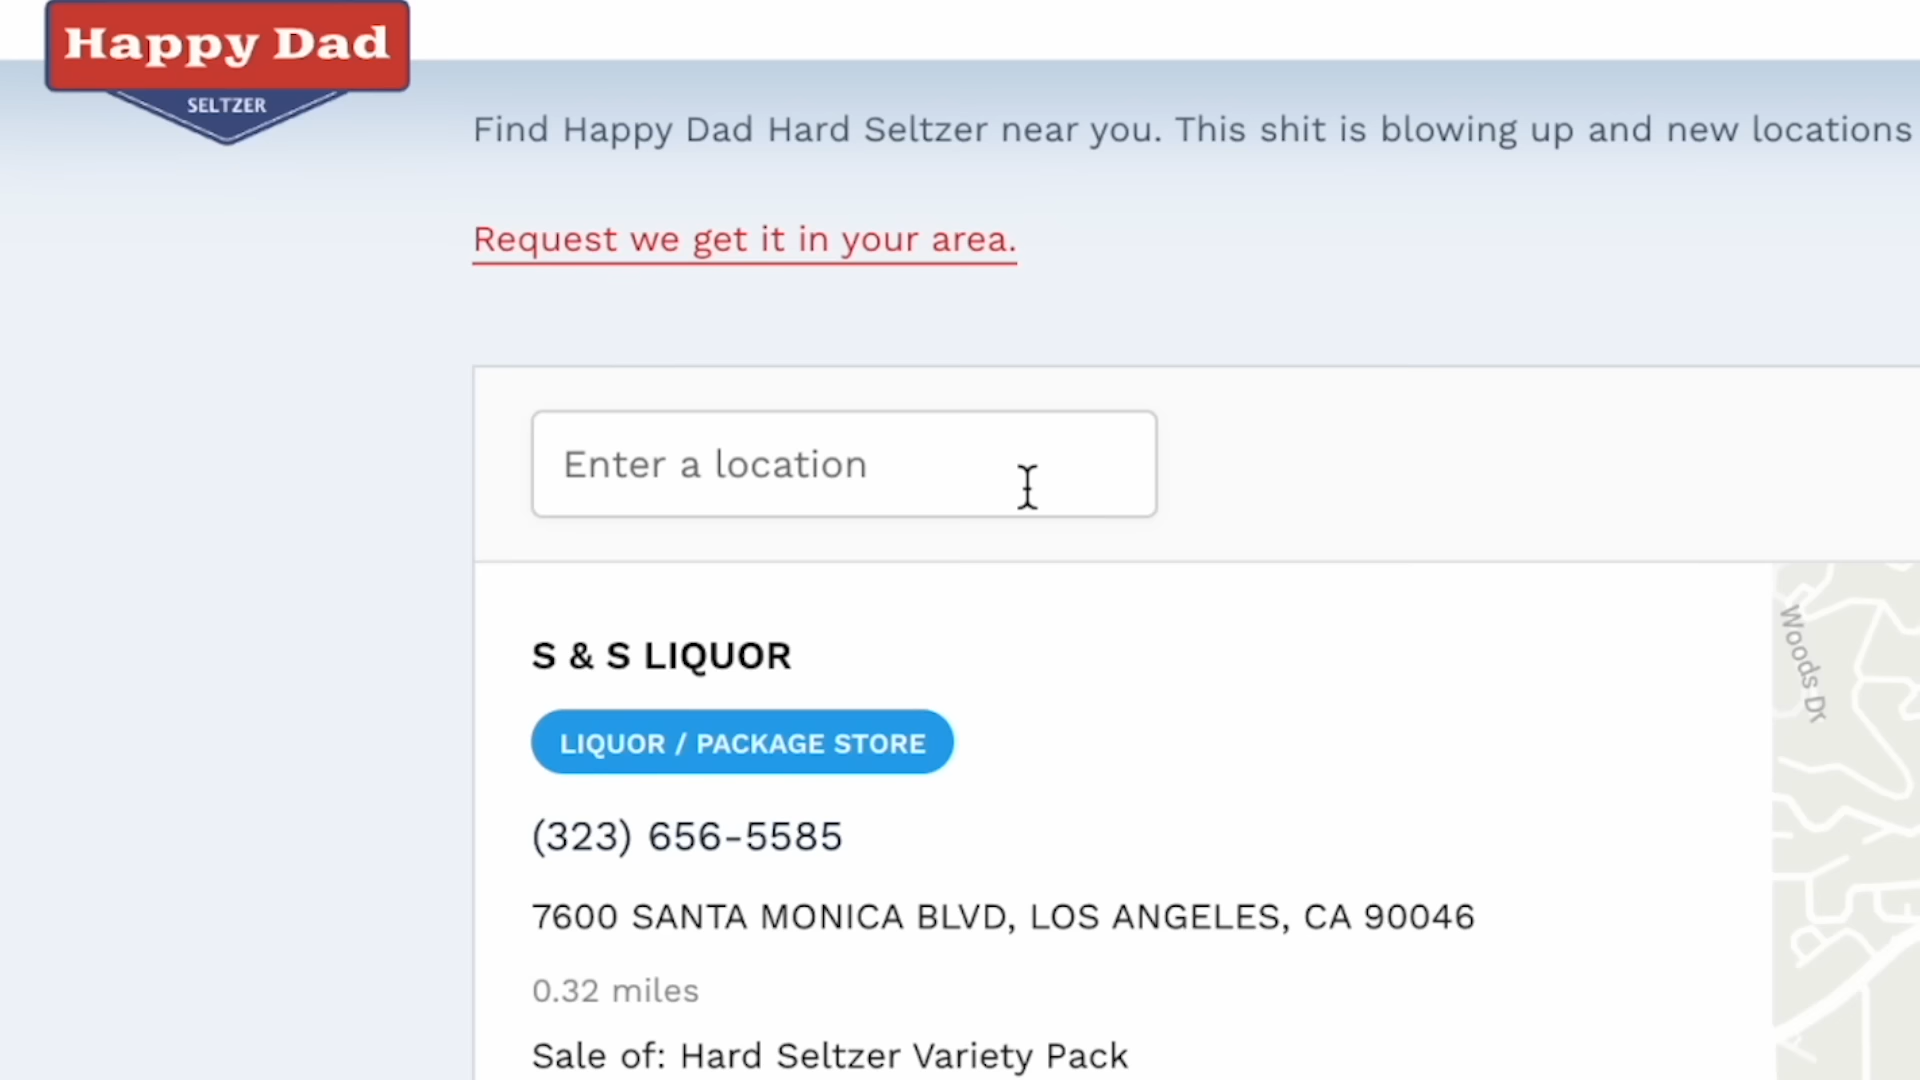 Happy Dad
SELTZER
Find Happy Dad Hard Seltzer near you. This shit is blowing up and new locations
Request we get it in your area.
Enter a location
S & S LIQUOR
LIQUOR / PACKAGE STORE
(323) 656-5585
7600 SANTA MONICA BLVD, LOS ANGELES, CA 90046
0.32 miles
Sale of: Hard Seltzer Variety Pack
Woods Dr